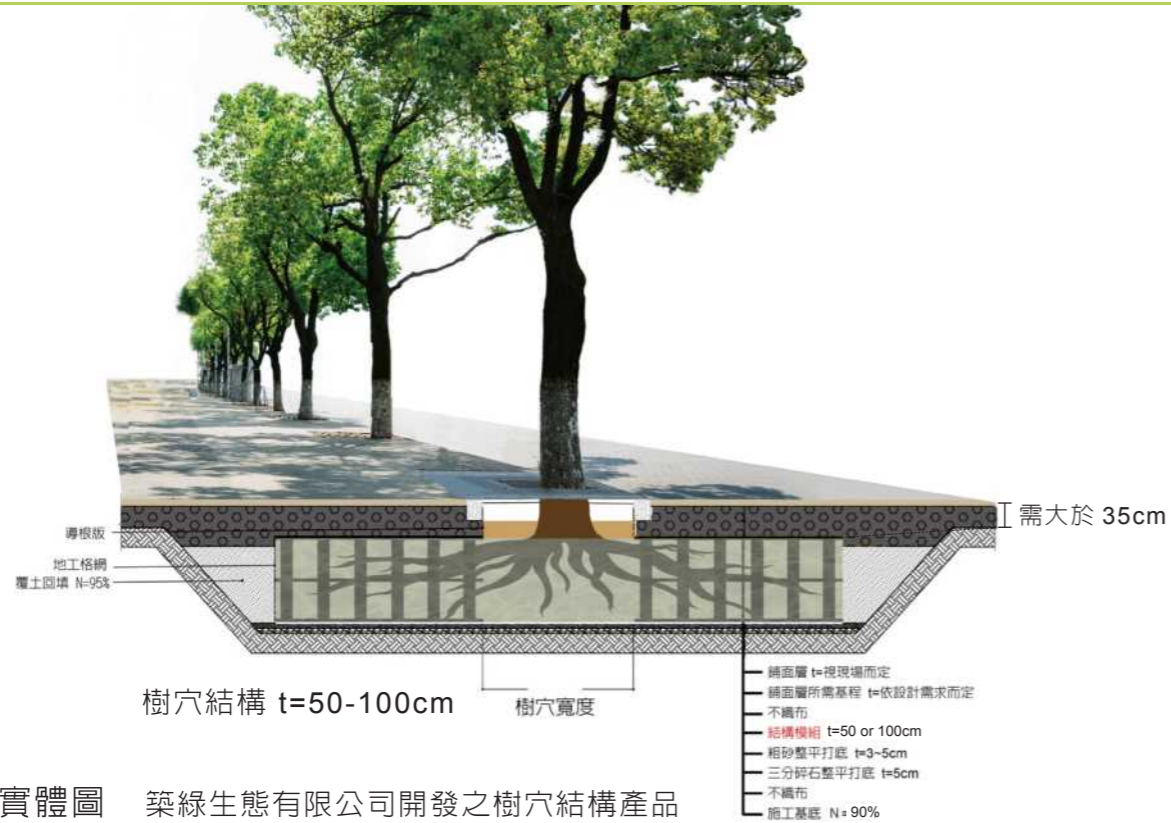 需大於 35cm
導根版
地工格網
覆土回填 N=95%
樹穴結構 t=50-100cm
樹穴寬度
鋪面層 t=視現場而定
鋪面層所需基程 t=依設計需求而定
不織布
結構模組 t=50 or 100cm
粗砂整平打底 t=3~5cm
三分碎石整平打底 t=5cm
不織布
施工基底 N=90%
實體圖 築綠生態有限公司開發之樹穴結構產品